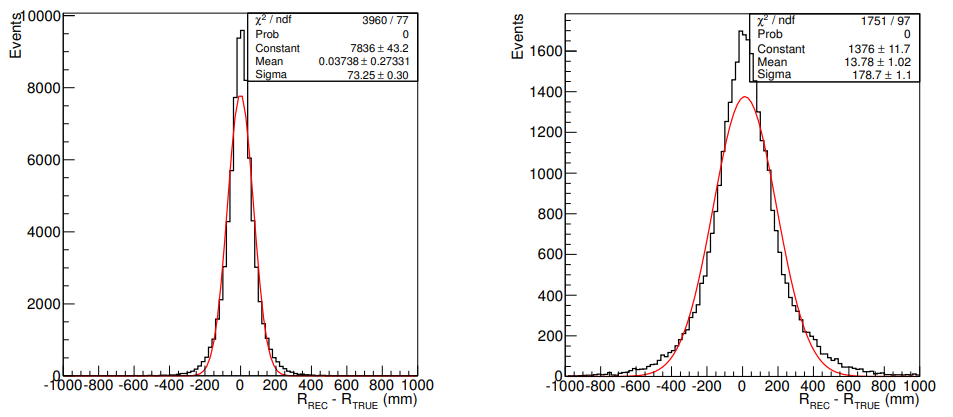 Events
10000
8000
6000
4000
2000
0
χ² / ndf 3960 / 77
Prob 0
Constant 7836 ± 43.2
Mean 0.03738 ± 0.27331
Sigma 73.25 ± 0.30
-1000 -800 -600 -400 -200 0 200 400 600 800 1000
R_REC - R_TRUE (mm)
Events
1600
1400
1200
1000
800
600
400
200
0
χ² / ndf 1751 / 97
Prob 0
Constant 1376 ± 11.7
Mean 13.78 ± 1.02
Sigma 178.7 ± 1.1
-1000 -800 -600 -400 -200 0 200 400 600 800 1000
R_REC - R_TRUE (mm)